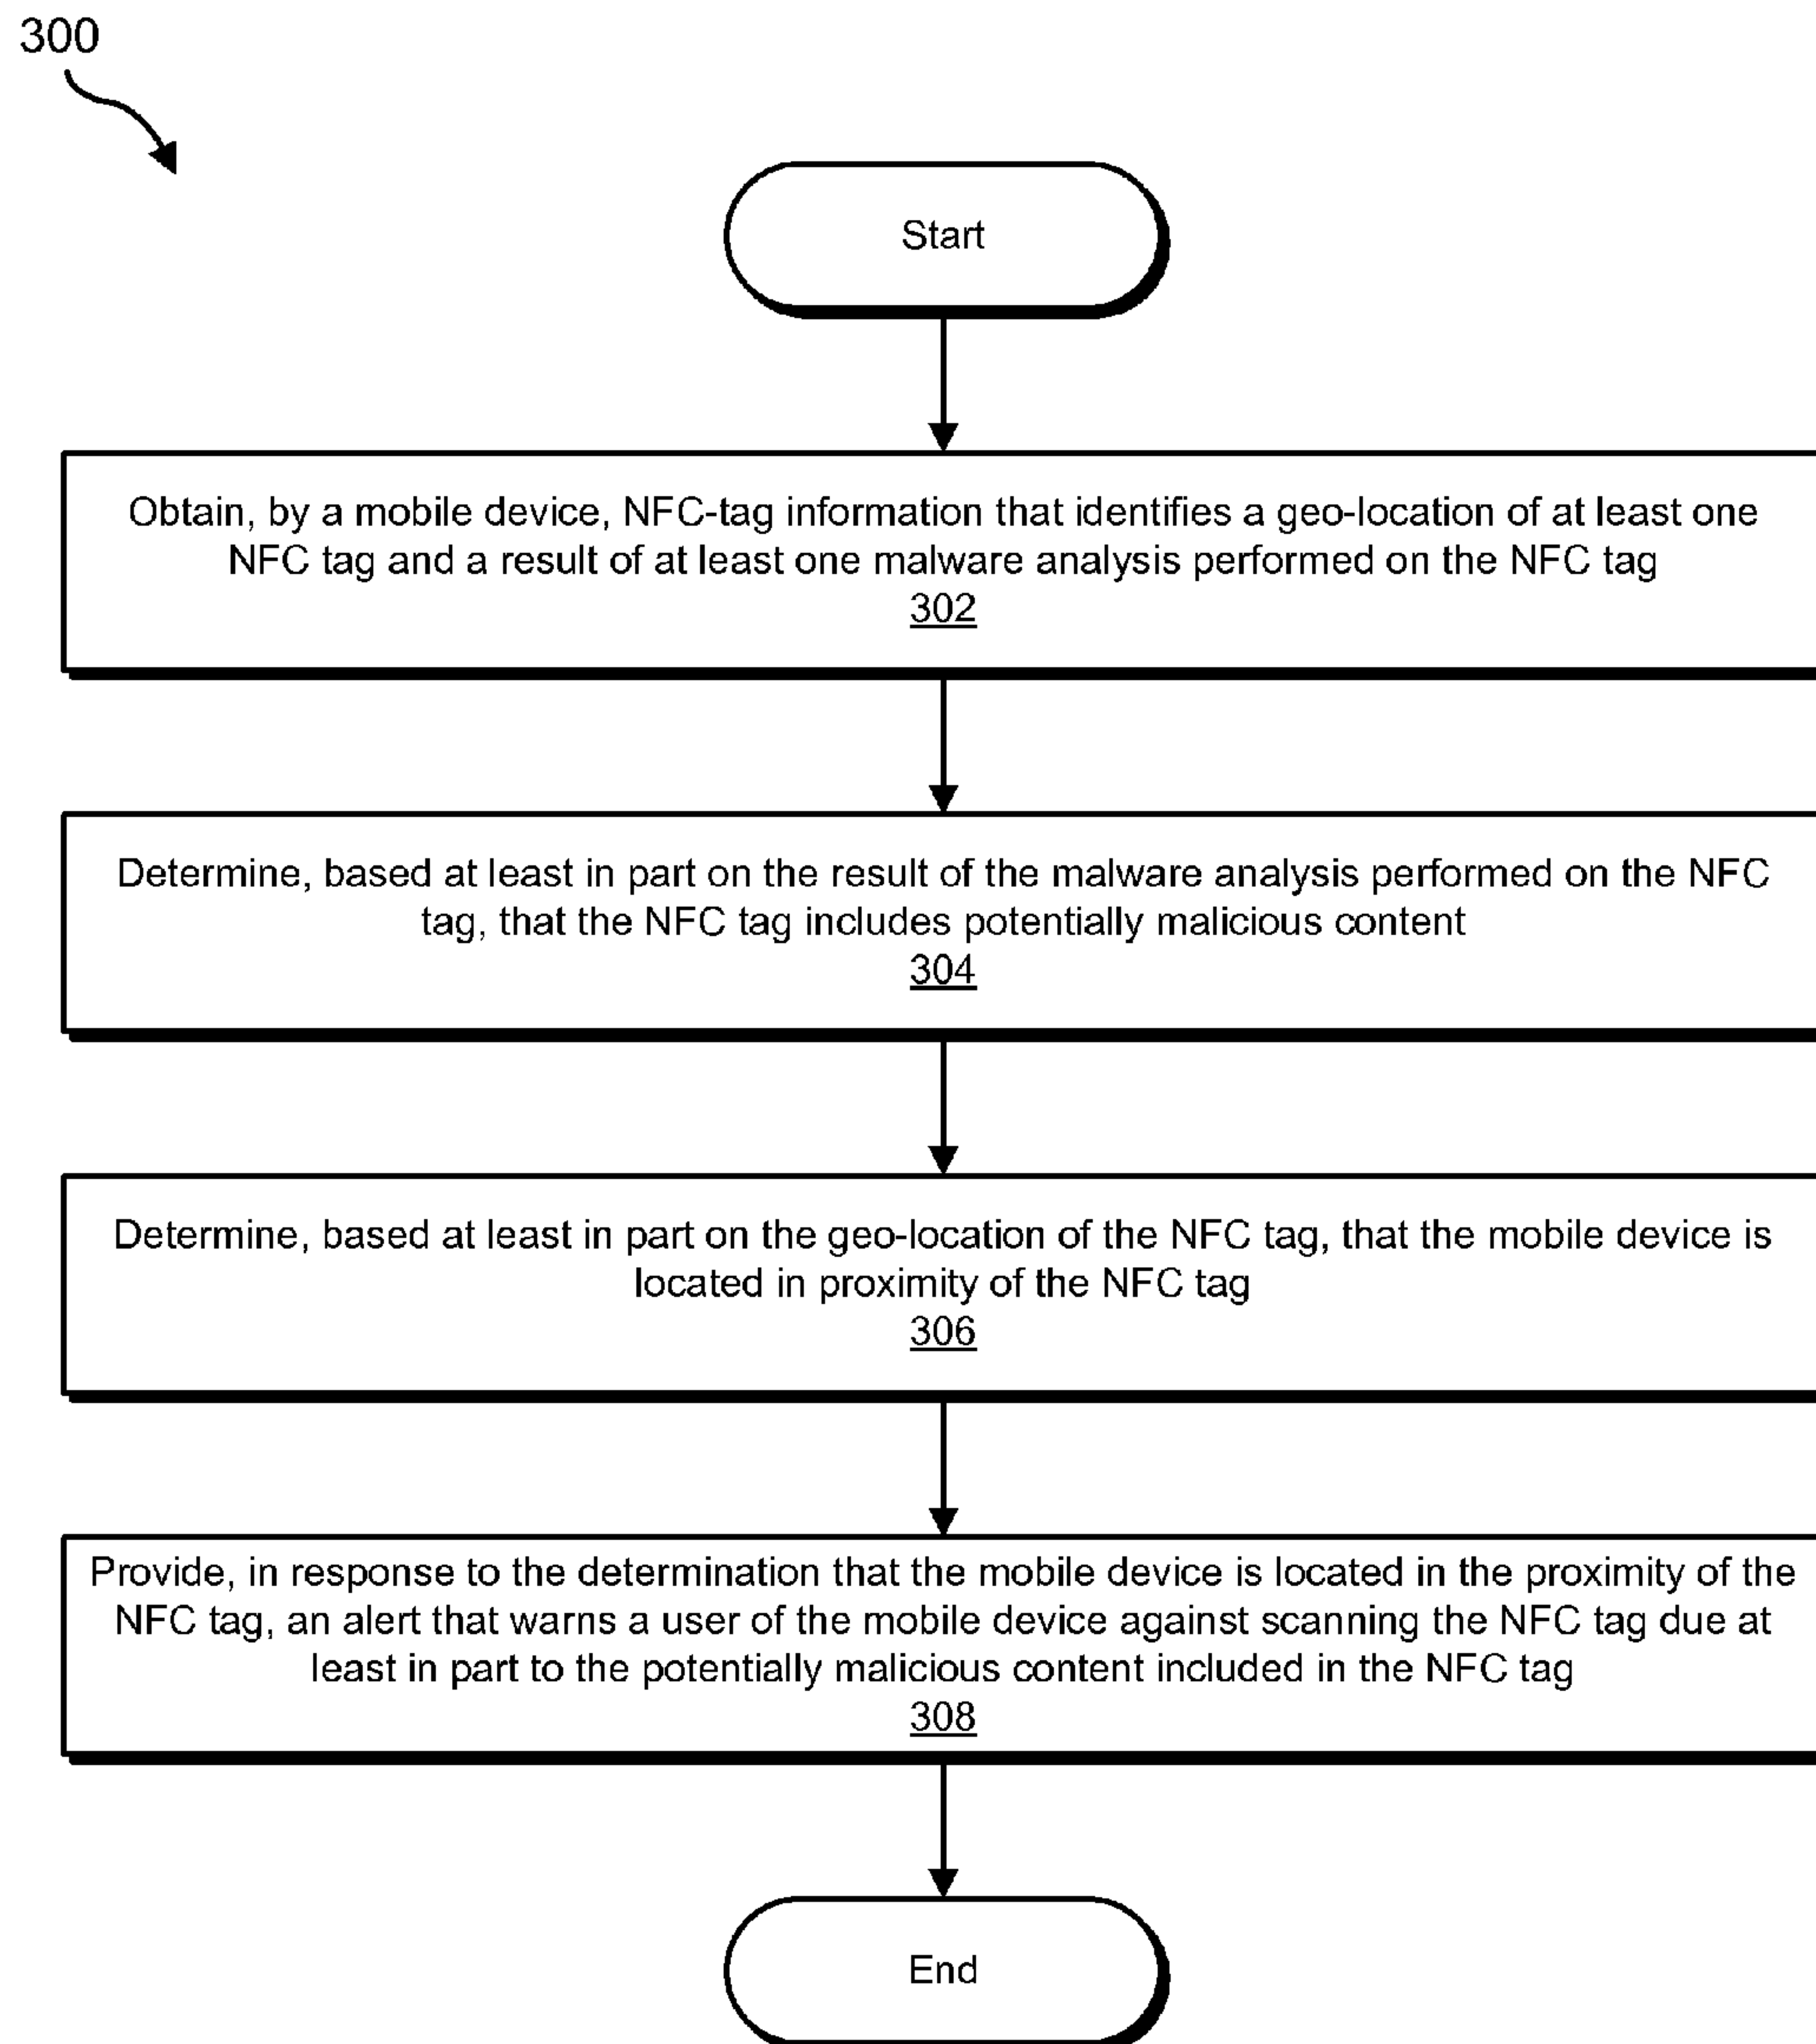 300
Start
Obtain, by a mobile device, NFC-tag information that identifies a geo-location of at least one
NFC tag and a result of at least one malware analysis performed on the NFC tag
302
Determine, based at least in part on the result of the malware analysis performed on the NFC
tag, that the NFC tag includes potentially malicious content
304
Determine, based at least in part on the geo-location of the NFC tag, that the mobile device is
located in proximity of the NFC tag
306
Provide, in response to the determination that the mobile device is located in the proximity of the
NFC tag, an alert that warns a user of the mobile device against scanning the NFC tag due at
least in part to the potentially malicious content included in the NFC tag
308
End